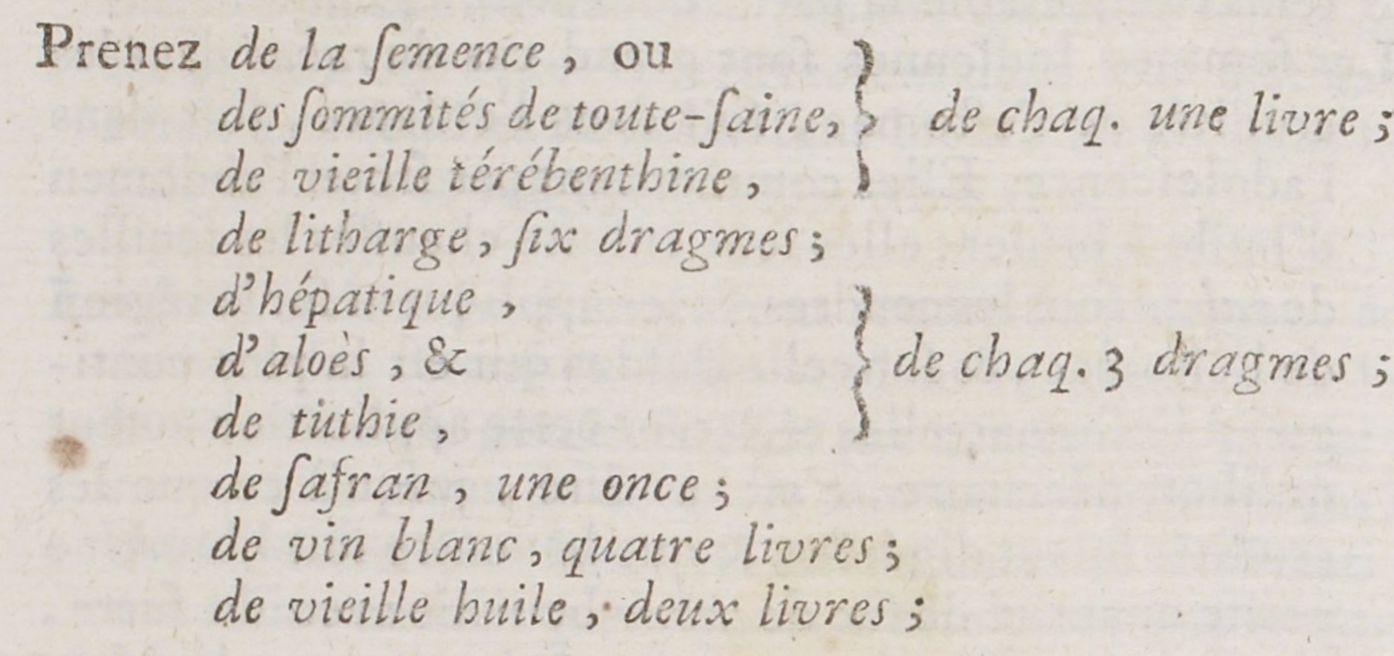 Prenez de la ſemence, ou
des ſommités de toute-ſaine, } de chaq. une livre;
de vieille térébenthine,
de litharge, ſix dragmes;
d'hépatique,
d'aloès, & } de chaq. 3 dragmes;
de tuthie,
de ſafran, une once;
de vin blanc, quatre livres;
de vieille huile, deux livres;